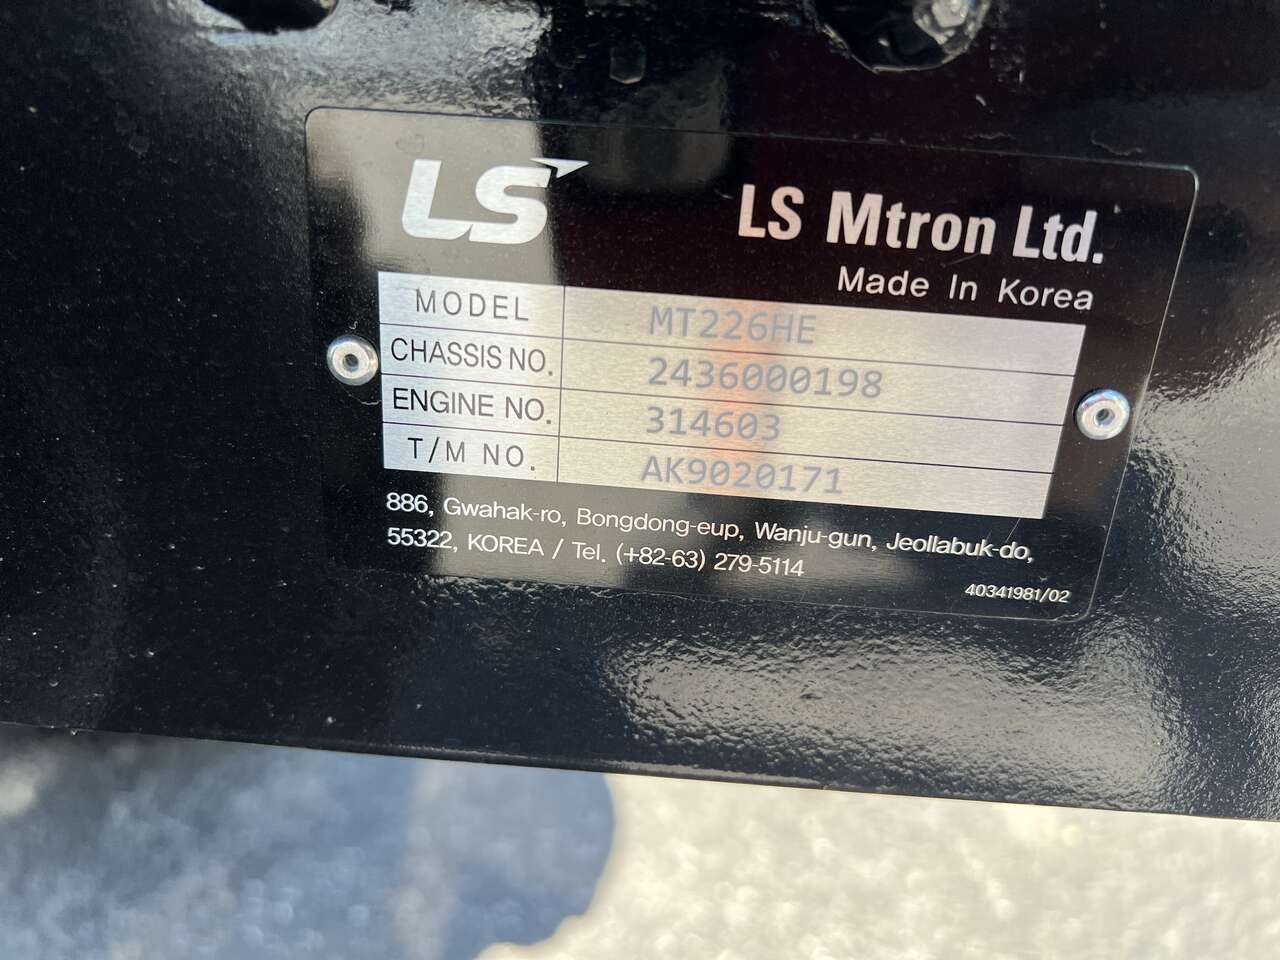 LS
LS Mtron Ltd.
Made In Korea
MODEL MT226HE
CHASSIS NO. 2436000198
ENGINE NO. 314603
T/M NO. AK9020171
886, Gwahak-ro, Bongdong-eup, Wanju-gun, Jeollabuk-do,
55322, KOREA / Tel. (+82-63) 279-5114
40341981/02